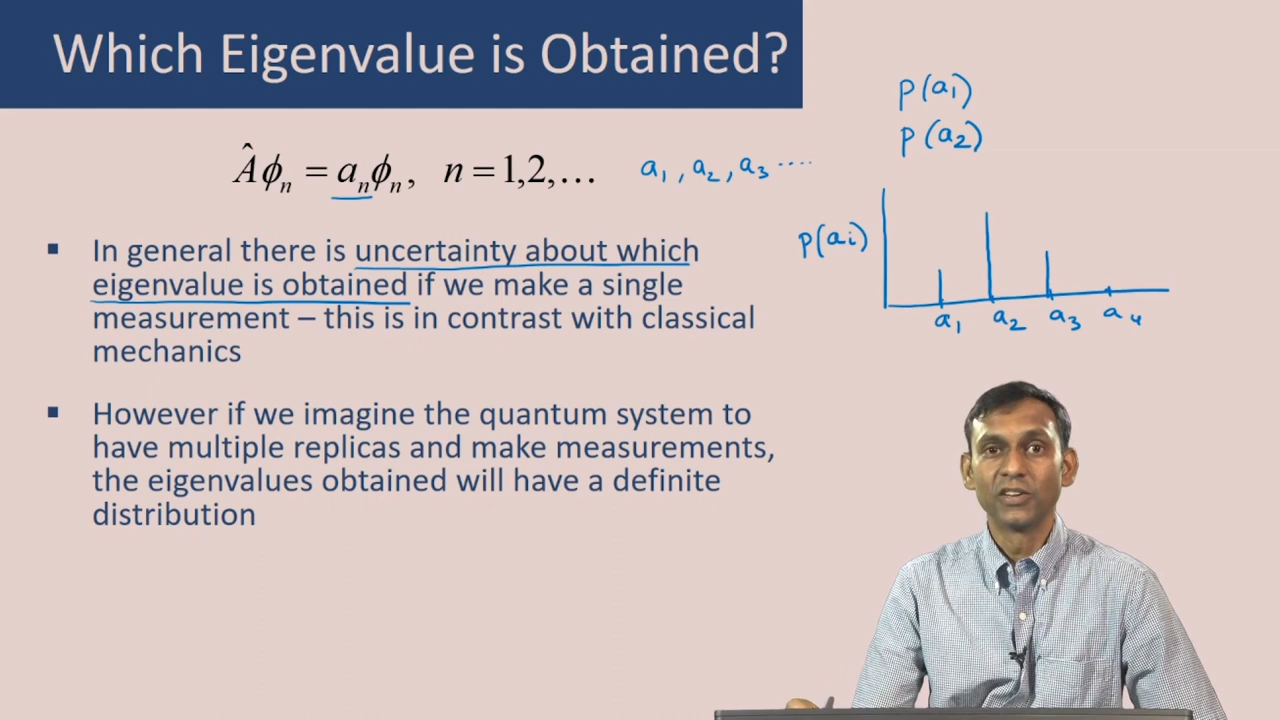 Which Eigenvalue is Obtained?
Âϕₙ = aₙϕₙ, n = 1,2,… a₁, a₂, a₃ ....
p(a₁)
p(a₂)
▪ In general there is uncertainty about which
eigenvalue is obtained if we make a single
measurement – this is in contrast with classical
mechanics
▪ However if we imagine the quantum system to
have multiple replicas and make measurements,
the eigenvalues obtained will have a definite
distribution
p(ai)
a₁ a₂ a₃ a₄